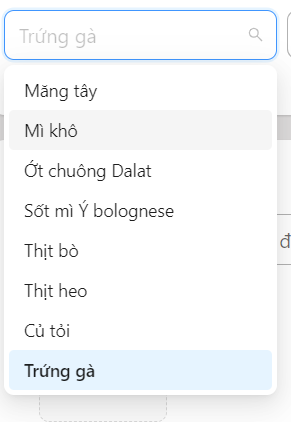 Trứng gà
Măng tây
Mì khô
Ớt chuông Dalat
Sốt mì Ý bolognese
Thịt bò
đ
Thịt heo
Củ tỏi
Trứng gà